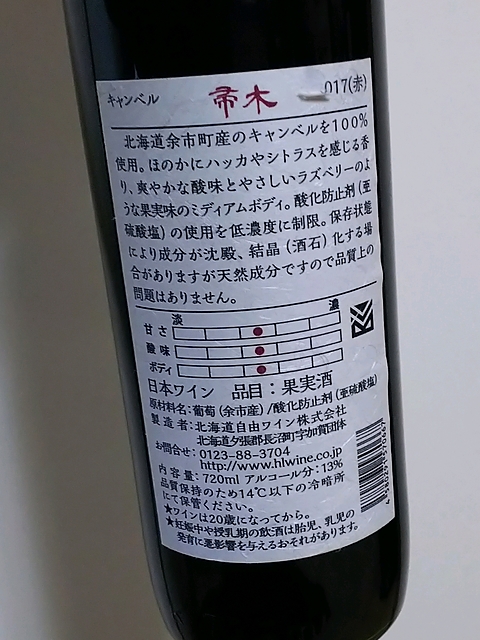 キャンベル 帚木 017(赤)
北海道余市町産のキャンベルを100%
使用。ほのかにハッカやシトラスを感じる香
り、爽やかな酸味とやさしいラズベリーのよ
うな果実味のミディアムボディ。酸化防止剤(亜
硫酸塩)の使用を低濃度に制限。保存状態
により成分が沈殿、結晶(酒石)化する場
合がありますが天然成分ですので品質上の
問題はありません。
淡 濃
甘さ
酸味
ボディ
日本ワイン 品目:果実酒
原材料名:葡萄(余市産)/酸化防止剤(亜硫酸塩)
製造者:北海道自由ワイン株式会社
北海道夕張郡長沼町字加賀団体
お問合せ:0123-88-3704
http://www.hlwine.co.jp
内容量:720ml アルコール分:13%
品質保持のため14℃以下の冷暗所
にて保管ください。
★ワインは20歳になってから。
★妊娠中や授乳期の飲酒は胎児、乳児の
発育に悪影響を与えるおそれがあります。